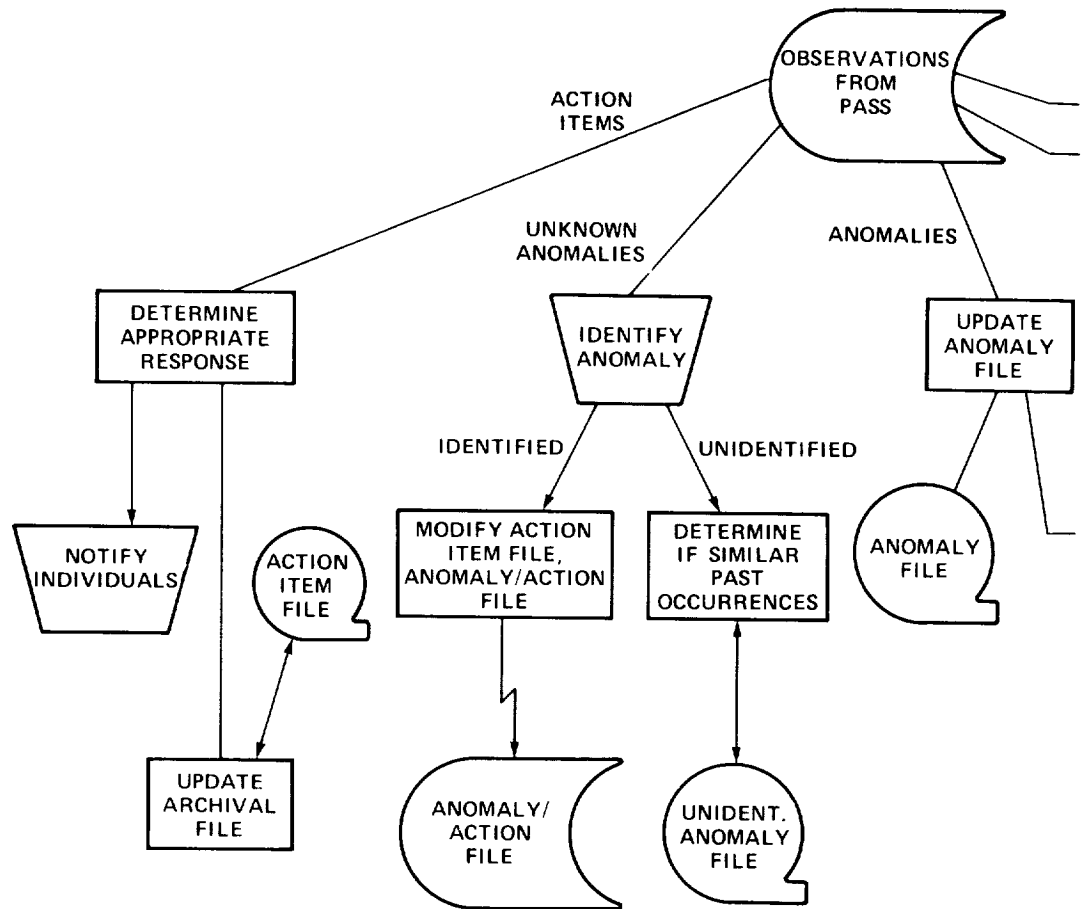 OBSERVATIONS
FROM
PASS
ACTION
ITEMS
UNKNOWN
ANOMALIES
ANOMALIES
DETERMINE
APPROPRIATE
RESPONSE
IDENTIFY
ANOMALY
UPDATE
ANOMALY
FILE
IDENTIFIED
UNIDENTIFIED
NOTIFY
INDIVIDUALS
ACTION
ITEM
FILE
MODIFY ACTION
ITEM FILE,
ANOMALY/ACTION
FILE
DETERMINE
IF SIMILAR
PAST
OCCURRENCES
ANOMALY
FILE
UPDATE
ARCHIVAL
FILE
ANOMALY/
ACTION
FILE
UNIDENT.
ANOMALY
FILE